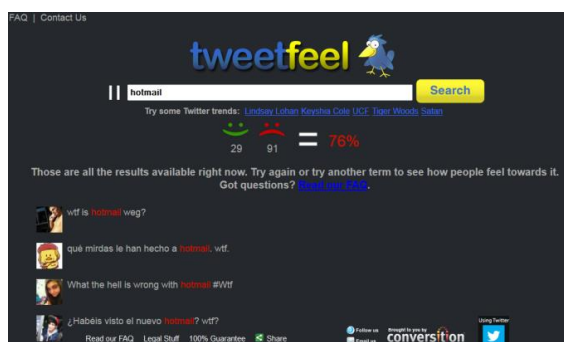 FAQ | Contact Us
tweetfeel
hotmail
Search
Try some Twitter trends: Lindsay Lohan Keyshia Cole UCF Tiger Woods Satan
29 91 = 76%
Those are all the results available right now. Try again or try another term to see how people feel towards it.
Got questions? Read our FAQ.
wtf is hotmail weg?
qué mirdas le han hecho a hotmail. wtf.
What the hell is wrong with hotmail #Wtf
¿Habéis visto el nuevo hotmail? wtf?
Read our FAQ Legal Stuff 100% Guarantee Share
Follow us
Email us
Brought to you by
conversition
Using Twitter